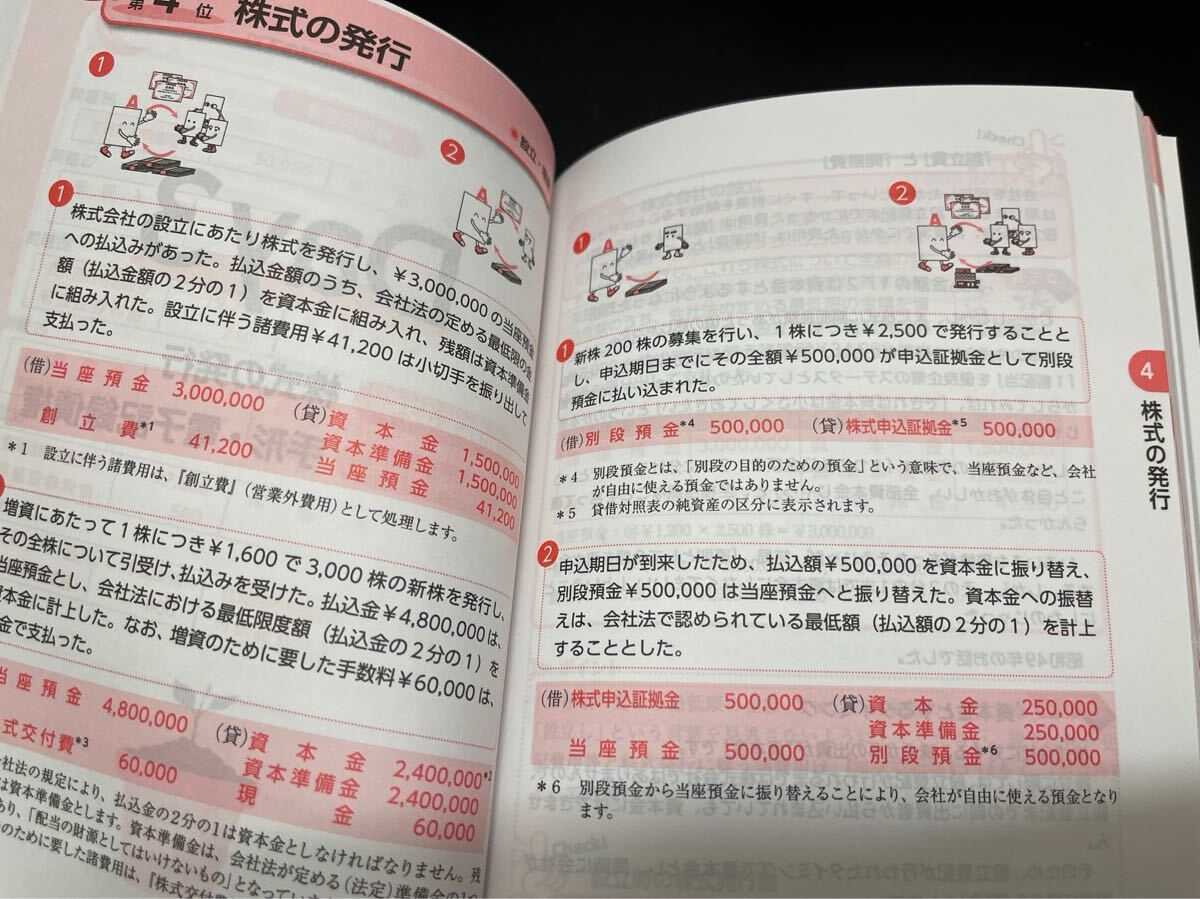 第4位 株式の発行
1
2
1 株式会社の設立にあたり株式を発行し、￥3,000,000の当座預金
への払込みがあった。払込金額のうち、会社法の定める最低限の金
額（払込金額の2分の1）を資本金に組み入れ、残額は資本準備金
に組み入れた。設立に伴う諸費用￥41,200は小切手を振り出して
支払った。
(借)当座預金 3,000,000 (貸)資本金 1,500,000
資本準備金 1,500,000
創立費*1 41,200 当座預金 41,200
*1 設立に伴う諸費用は、『創立費』（営業外費用）として処理します。
増資にあたって1株につき￥1,600で3,000株の新株を発行し、
その全株について引受け、払込みを受けた。払込金￥4,800,000は、
当座預金とし、会社法における最低限度額（払込金の2分の1）を
資本金に計上した。なお、増資のために要した手数料￥60,000は、
金で支払った。
当座預金 4,800,000 (貸)資本金 2,400,000*2
資本準備金 2,400,000
式交付費*3 60,000 現金 60,000
会社法の規定により、払込金の2分の1は資本金としなければなりません。残
は資本準備金とします。資本準備金は、会社法が定める（法定）準備金の1つ
あり、「配当の財源としてはいけないもの」となって
のために要した諸費用は、『株式交付費
1
2
1 新株200株の募集を行い、1株につき￥2,500で発行することと
し、申込期日までにその全額￥500,000が申込証拠金として別段
預金に払い込まれた。
(借)別段預金*4 500,000 (貸)株式申込証拠金*5 500,000
*4 別段預金とは、「別段の目的のための預金」という意味で、当座預金など、会社
が自由に使える預金ではありません。
*5 貸借対照表の純資産の区分に表示されます。
2 申込期日が到来したため、払込額￥500,000を資本金に振り替え、
別段預金￥500,000は当座預金へと振り替えた。資本金への振替
えは、会社法で認められている最低額（払込額の2分の1）を計上
することとした。
(借)株式申込証拠金 500,000 (貸)資本金 250,000
資本準備金 250,000
当座預金 500,000 別段預金*6 500,000
*6 別段預金から当座預金に振り替えることにより、会社が自由に使える預金となり
ます。
4
株式の発行